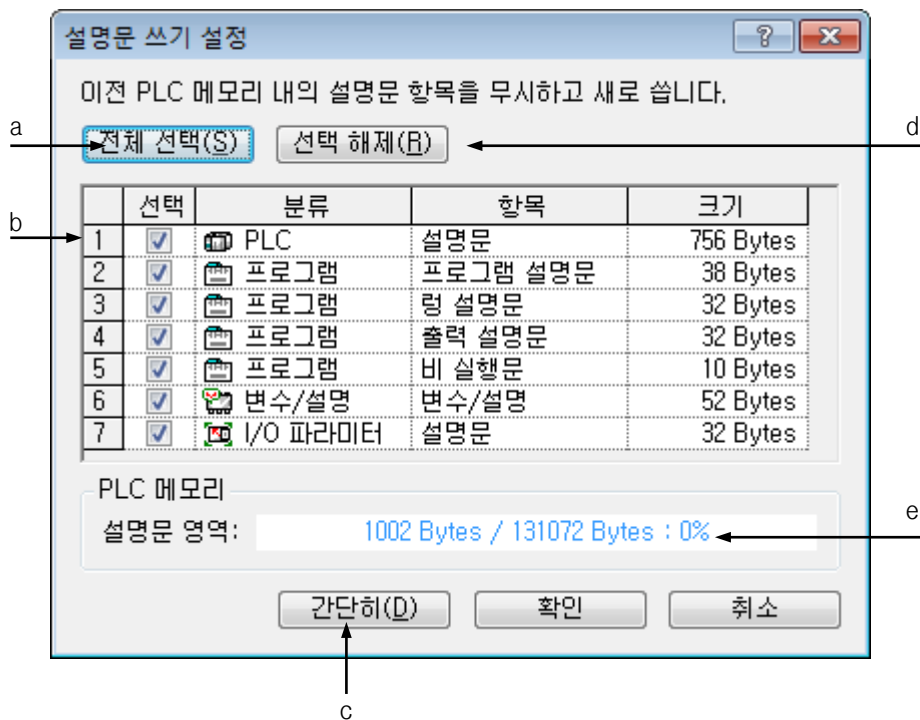 설명문 쓰기 설정
이전 PLC 메모리 내의 설명문 항목을 무시하고 새로 씁니다.
a
전체 선택(S) 선택 해제(R)
d
선택 분류 항목 크기
b
1 PLC 설명문 756 Bytes
2 프로그램 프로그램 설명문 38 Bytes
3 프로그램 렁 설명문 32 Bytes
4 프로그램 출력 설명문 32 Bytes
5 프로그램 비 실행문 10 Bytes
6 변수/설명 변수/설명 52 Bytes
7 I/O 파라미터 설명문 32 Bytes
PLC 메모리
설명문 영역: 1002 Bytes / 131072 Bytes : 0%
e
간단히(D) 확인 취소
c